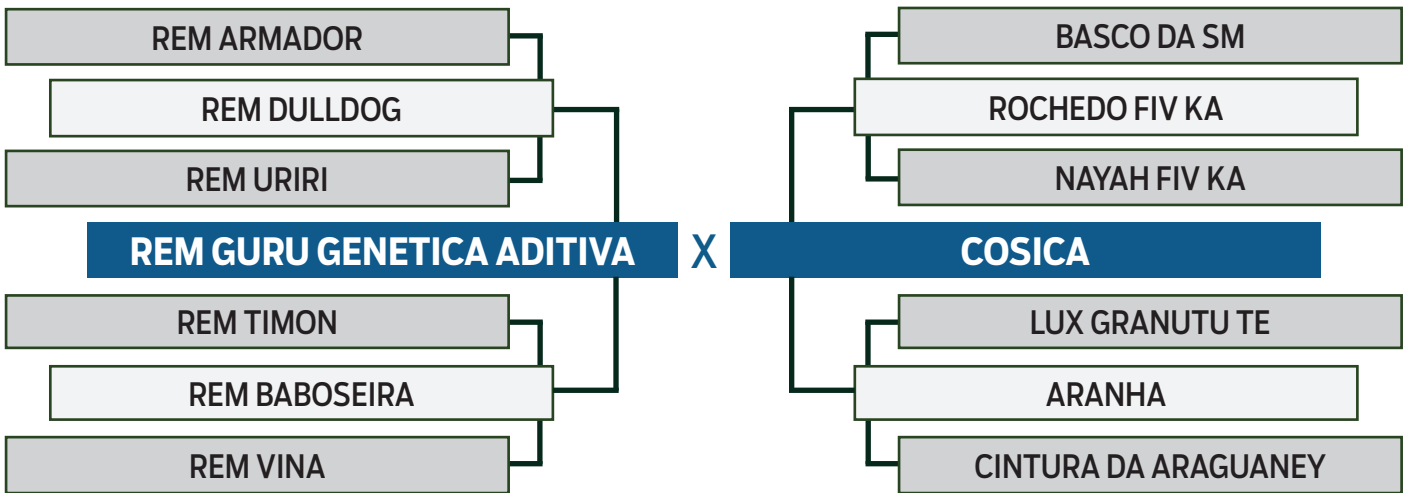 REM ARMADOR
REM DULLDOG
REM URIRI
REM GURU GENETICA ADITIVA
REM TIMON
REM BABOSEIRA
REM VINA
X
BASCO DA SM
ROCHEDO FIV KA
NAYAH FIV KA
COSICA
LUX GRANUTU TE
ARANHA
CINTURA DA ARAGUANEY